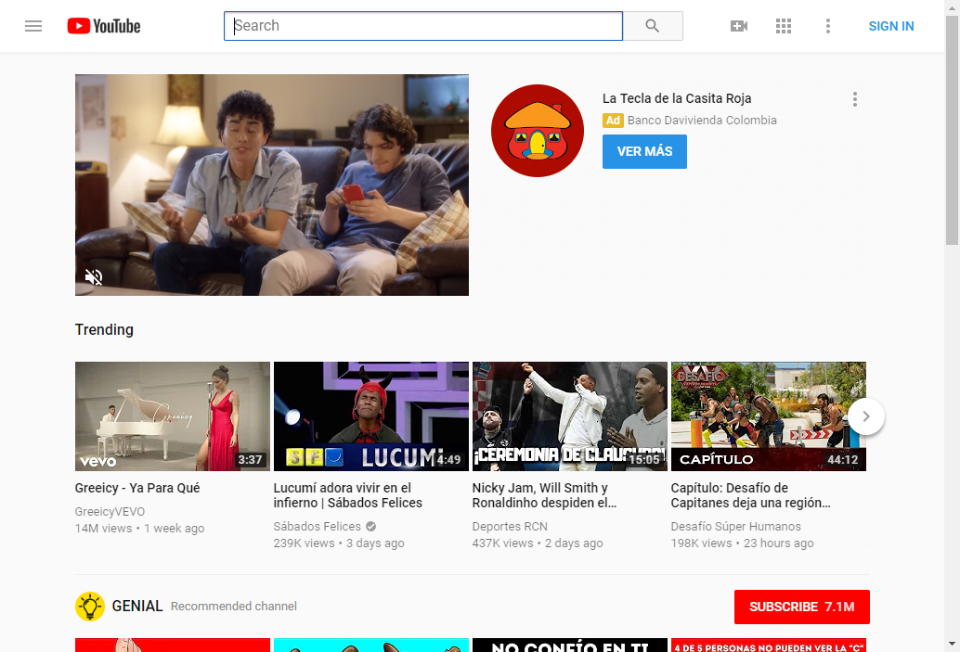 YouTube
Search
SIGN IN
La Tecla de la Casita Roja
Ad Banco Davivienda Colombia
VER MÁS
Trending
Greeicy
vevo
3:37
SF LUCUMÍ
4:49
¡CEREMONIA DE
15:05
DESAFÍO
CAPÍTULO
44:12
Greeicy - Ya Para Qué
GreeicyVEVO
14M views • 1 week ago
Lucumí adora vivir en el
infierno | Sábados Felices
Sábados Felices
239K views • 3 days ago
Nicky Jam, Will Smith y
Ronaldinho despiden el...
Deportes RCN
437K views • 2 days ago
Capítulo: Desafío de
Capitanes deja una región...
Desafío Súper Humanos
198K views • 23 hours ago
GENIAL Recommended channel
SUBSCRIBE 7.1M
NO CONFÍO EN TI
4 DE 5 PERSONAS NO PUEDEN VER LA "C"